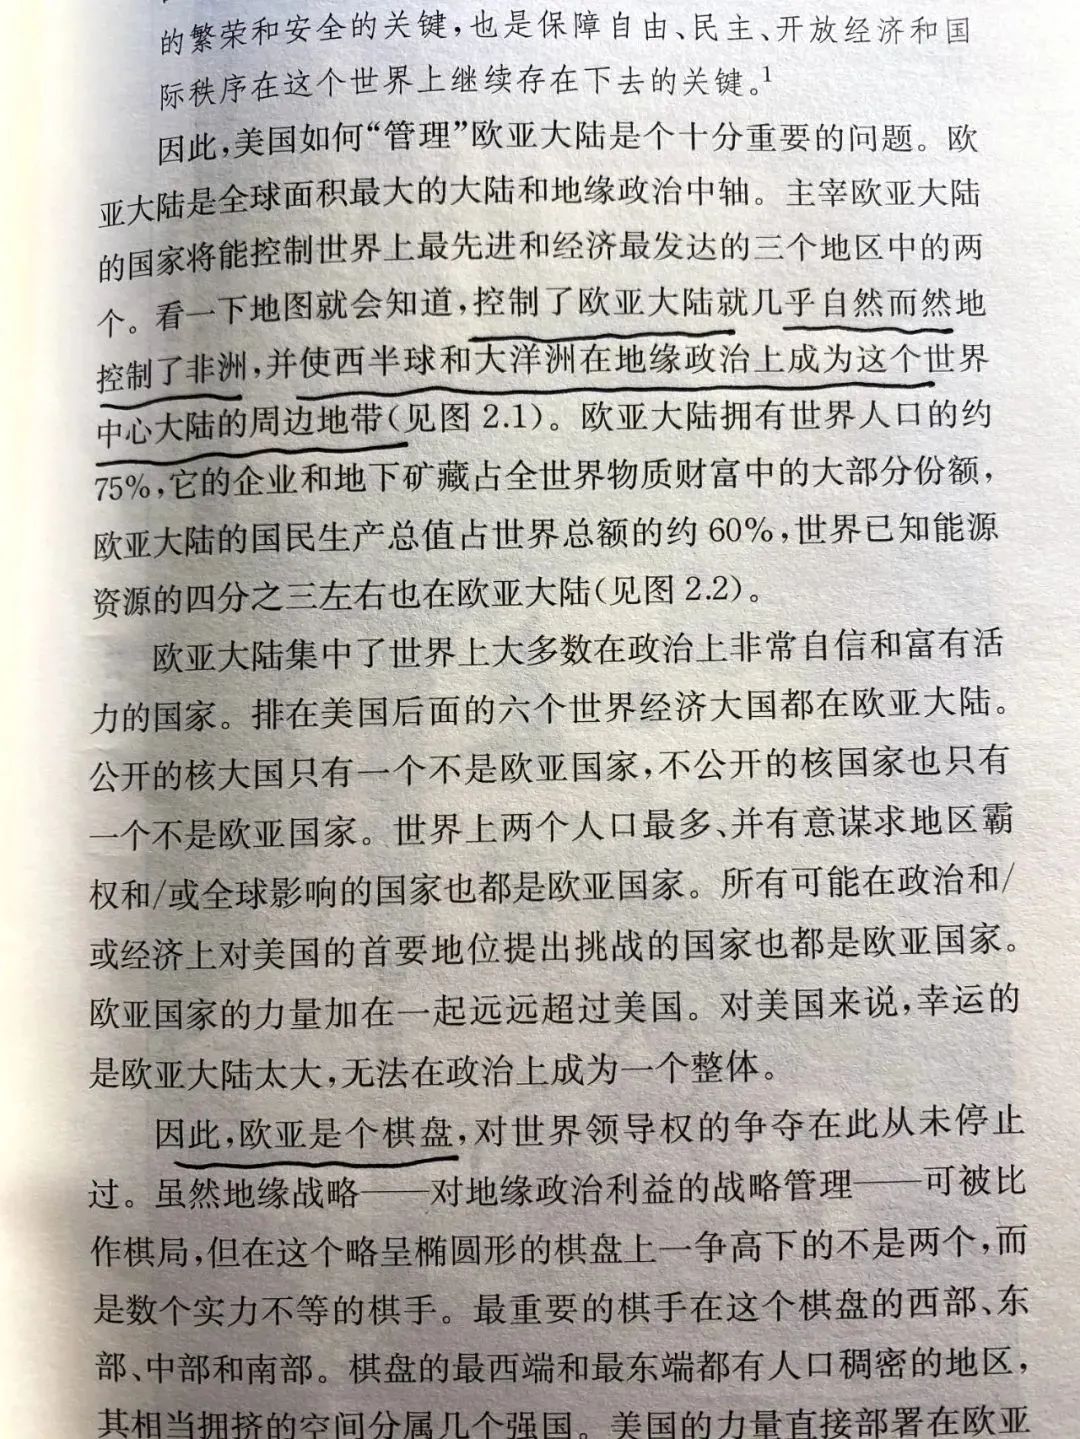 的繁荣和安全的关键,也是保障自由、民主、开放经济和国
际秩序在这个世界上继续存在下去的关键。1
因此,美国如何“管理”欧亚大陆是个十分重要的问题。欧
亚大陆是全球面积最大的大陆和地缘政治中轴。主宰欧亚大陆
的国家将能控制世界上最先进和经济最发达的三个地区中的两
个。看一下地图就会知道,控制了欧亚大陆就几乎自然而然地
控制了非洲,并使西半球和大洋洲在地缘政治上成为这个世界
中心大陆的周边地带(见图2.1)。欧亚大陆拥有世界人口的约
75%,它的企业和地下矿藏占全世界物质财富中的大部分份额,
欧亚大陆的国民生产总值占世界总额的约60%,世界已知能源
资源的四分之三左右也在欧亚大陆(见图2.2)。
欧亚大陆集中了世界上大多数在政治上非常自信和富有活
力的国家。排在美国后面的六个世界经济大国都在欧亚大陆。
公开的核大国只有一个不是欧亚国家,不公开的核国家也只有
一个不是欧亚国家。世界上两个人口最多、并有意谋求地区霸
权和/或全球影响的国家也都是欧亚国家。所有可能在政治和/
或经济上对美国的首要地位提出挑战的国家也都是欧亚国家。
欧亚国家的力量加在一起远远超过美国。对美国来说,幸运的
是欧亚大陆太大,无法在政治上成为一个整体。
因此,欧亚是个棋盘,对世界领导权的争夺在此从未停止
过。虽然地缘战略——对地缘政治利益的战略管理——可被比
作棋局,但在这个略呈椭圆形的棋盘上一争高下的不是两个,而
是数个实力不等的棋手。最重要的棋手在这个棋盘的西部、东
部、中部和南部。棋盘的最西端和最东端都有人口稠密的地区,
其相当拥挤的空间分属几个强国。美国的力量直接部署在欧亚